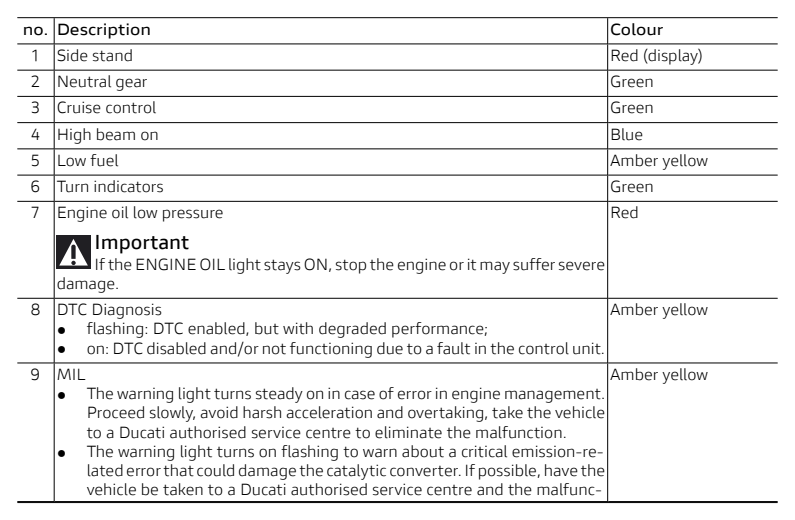 no. Description Colour
1 Side stand Red (display)
2 Neutral gear Green
3 Cruise control Green
4 High beam on Blue
5 Low fuel Amber yellow
6 Turn indicators Green
7 Engine oil low pressure Red
Important
If the ENGINE OIL light stays ON, stop the engine or it may suffer severe
damage.
8 DTC Diagnosis Amber yellow
● flashing: DTC enabled, but with degraded performance;
● on: DTC disabled and/or not functioning due to a fault in the control unit.
9 MIL Amber yellow
● The warning light turns steady on in case of error in engine management.
Proceed slowly, avoid harsh acceleration and overtaking, take the vehicle
to a Ducati authorised service centre to eliminate the malfunction.
● The warning light turns on flashing to warn about a critical emission-re-
lated error that could damage the catalytic converter. If possible, have the
vehicle be taken to a Ducati authorised service centre and the malfunc-